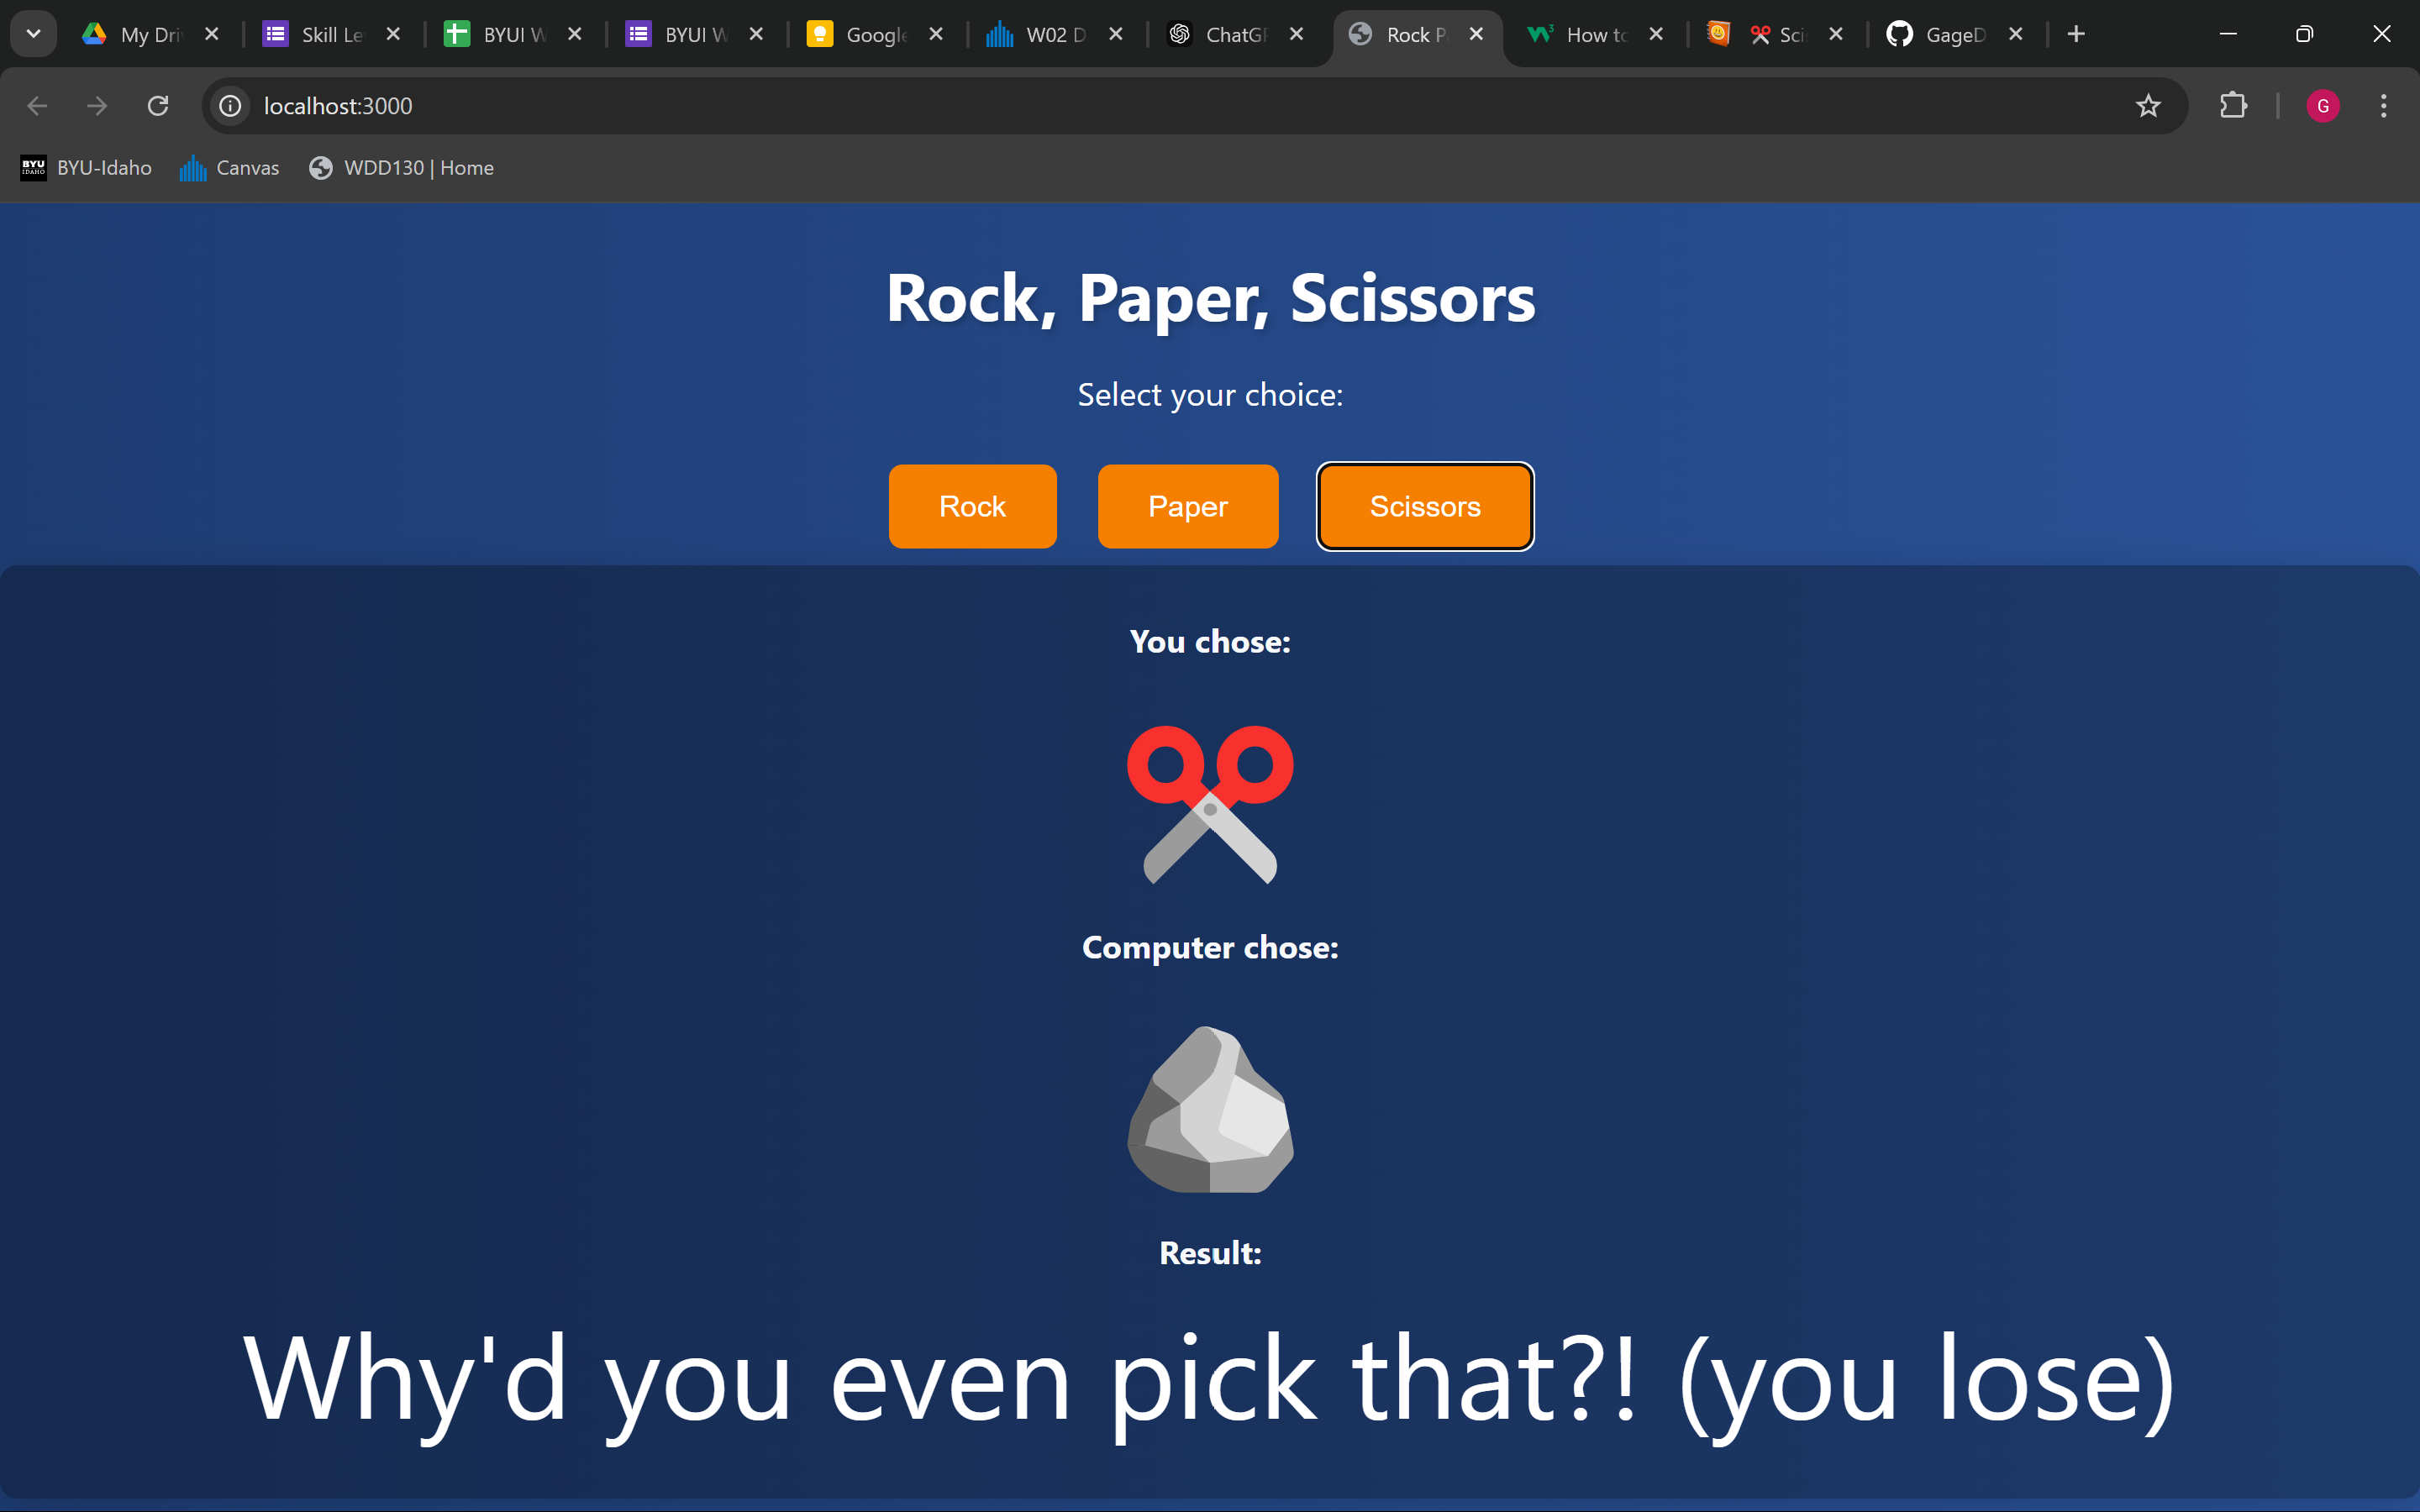 My Dri
Skill Le
BYUI W
BYUI W
Google
W02 D
ChatG
Rock P
How to
Sci
GageD
localhost:3000
G
BYU IDAHO
BYU-Idaho
Canvas
WDD130 | Home
Rock, Paper, Scissors
Select your choice:
Rock
Paper
Scissors
You chose:
Computer chose:
Result:
Why'd you even pick that?! (you lose)